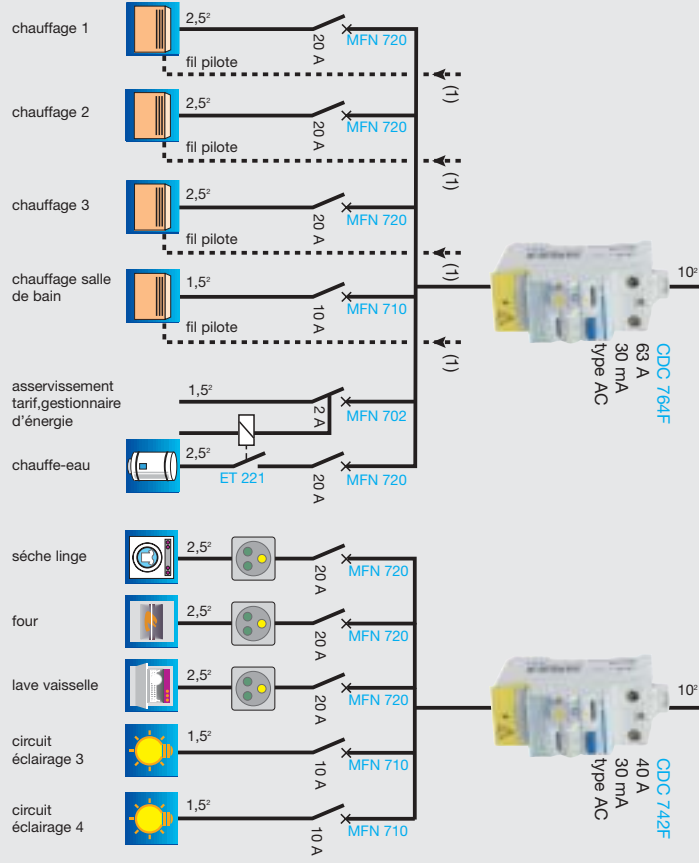 chauffage 1
2,5²
20 A
MFN 720
fil pilote
(1)
chauffage 2
2,5²
20 A
MFN 720
fil pilote
(1)
chauffage 3
2,5²
20 A
MFN 720
fil pilote
(1)
chauffage salle
de bain
1,5²
10 A
MFN 710
fil pilote
(1)
10²
CDC 764F
63 A
30 mA
type AC
asservissement
tarif,gestionnaire
d’énergie
1,5²
2 A
MFN 702
chauffe-eau
2,5²
ET 221
20 A
MFN 720
séche linge
2,5²
20 A
MFN 720
four
2,5²
20 A
MFN 720
lave vaisselle
2,5²
20 A
MFN 720
circuit
éclairage 3
1,5²
10 A
MFN 710
circuit
éclairage 4
1,5²
10 A
MFN 710
10²
CDC 742F
40 A
30 mA
type AC